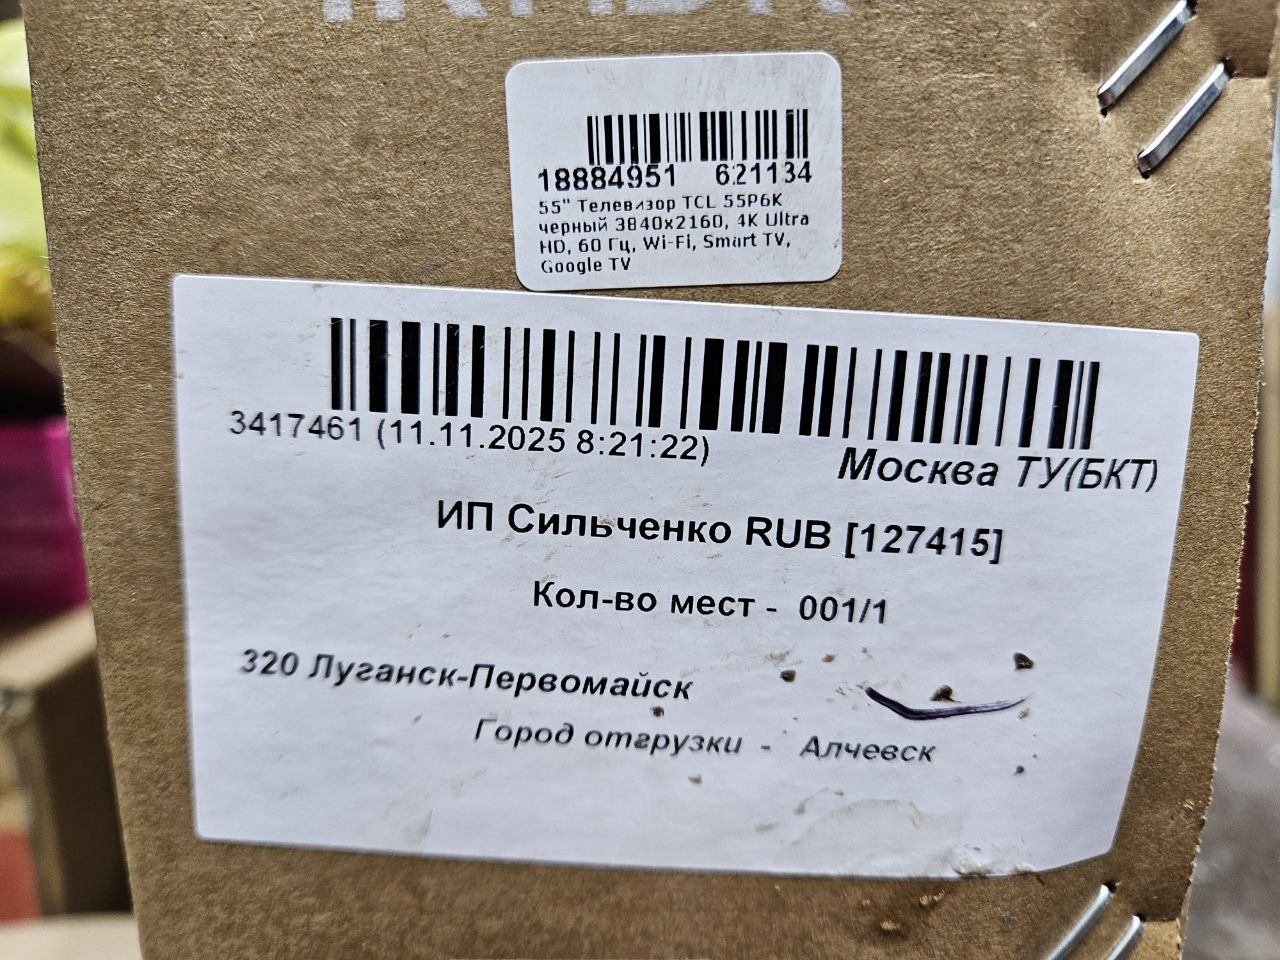 18884951 621134
55" Телевизор TCL 55P6K
черный 3840x2160, 4K Ultra
HD, 60 Гц, Wi-Fi, Smart TV,
Google TV
3417461 (11.11.2025 8:21:22)
Москва ТУ(БКТ)
ИП Сильченко RUB [127415]
Кол-во мест - 001/1
320 Луганск-Первомайск
Город отгрузки - Алчевск